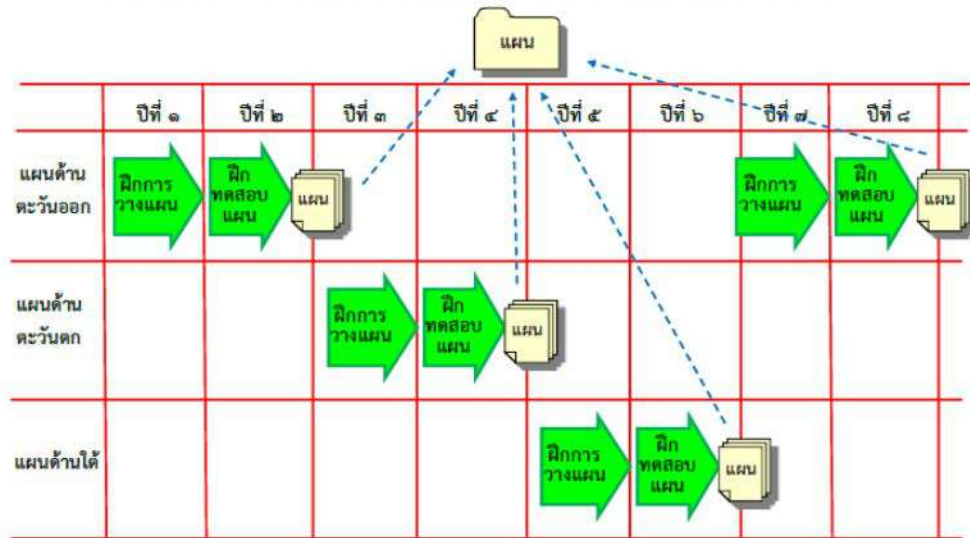 แผน
ปีที่ ๑ ปีที่ ๒ ปีที่ ๓ ปีที่ ๔ ปีที่ ๕ ปีที่ ๖ ปีที่ ๗ ปีที่ ๘
แผนด้าน
ตะวันออก
ฝึกการ
วางแผน
ฝึก
ทดสอบ
แผน
แผน
ฝึกการ
วางแผน
ฝึก
ทดสอบ
แผน
แผน
แผนด้าน
ตะวันตก
ฝึกการ
วางแผน
ฝึก
ทดสอบ
แผน
แผน
แผนด้านใต้
ฝึกการ
วางแผน
ฝึก
ทดสอบ
แผน
แผน